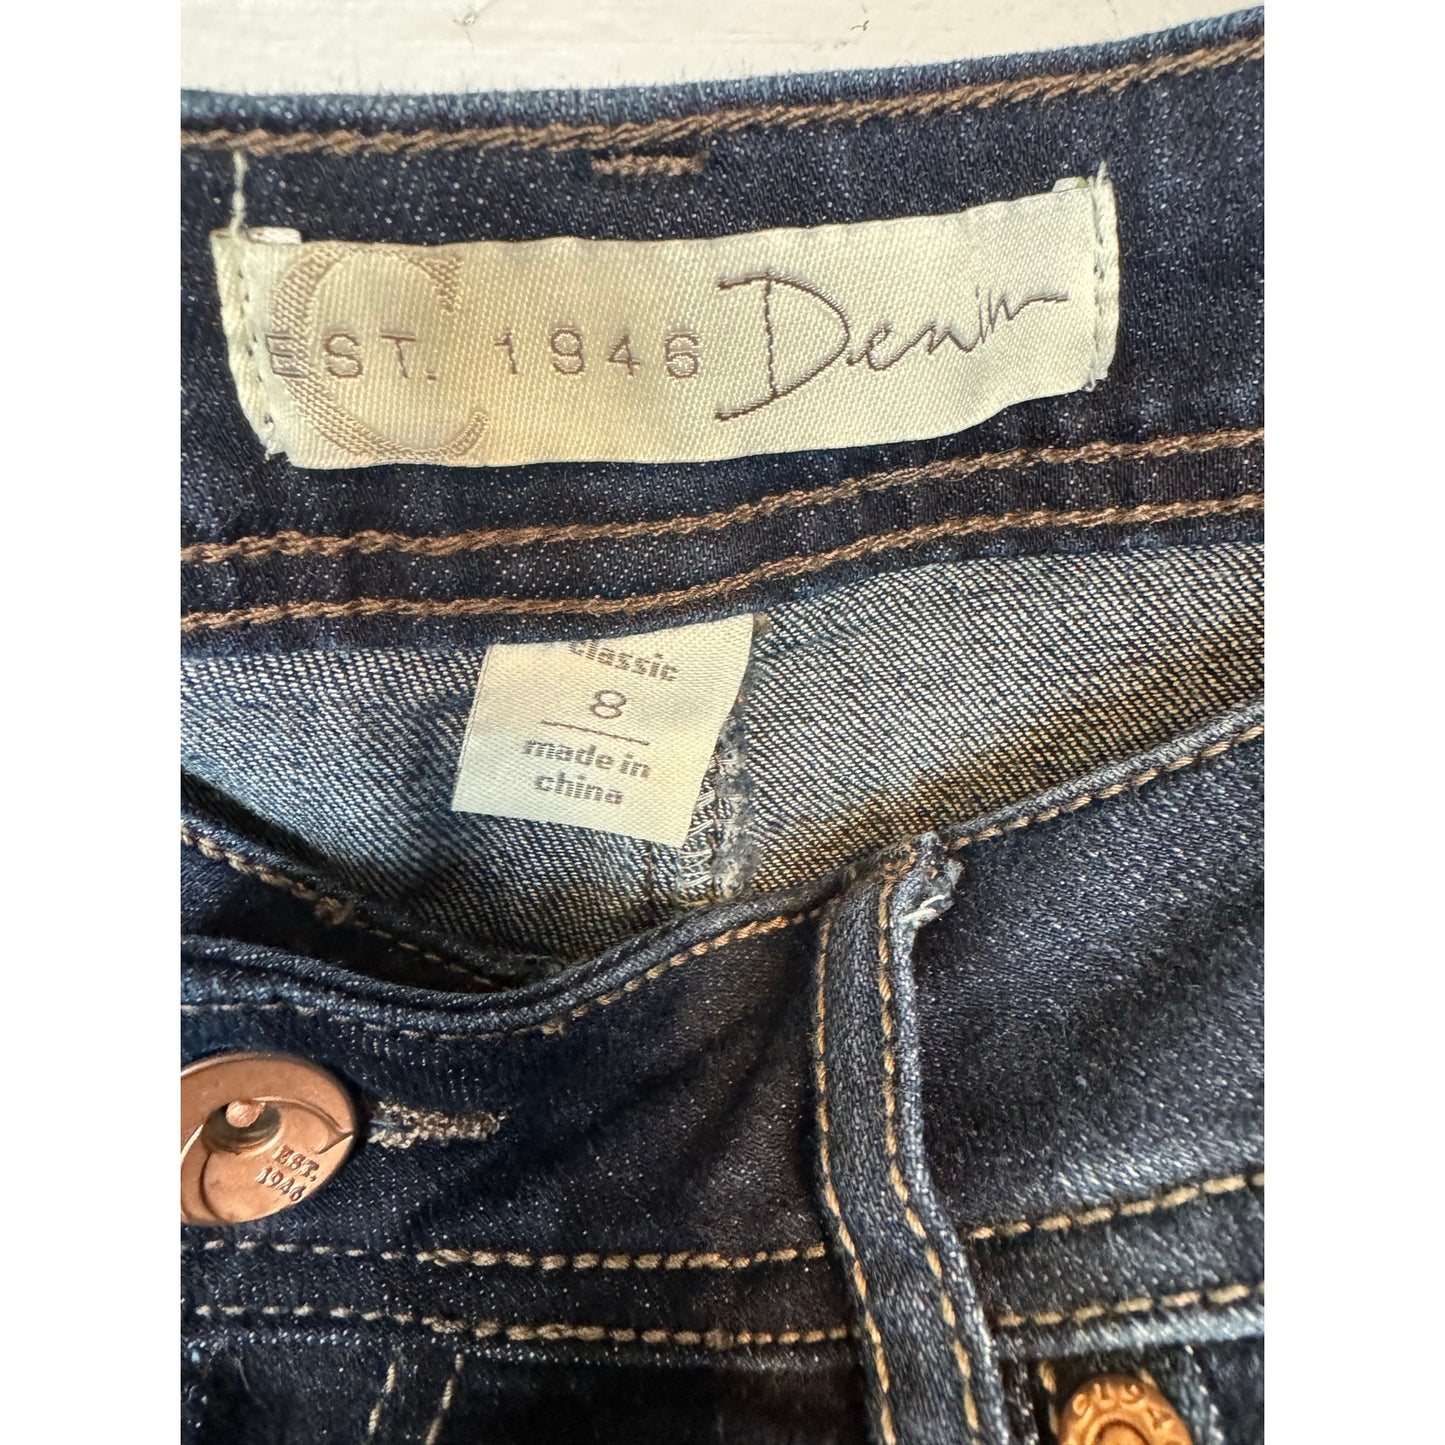 C
EST. 1946 Denim
classic
8
made in
china
EST.
1946